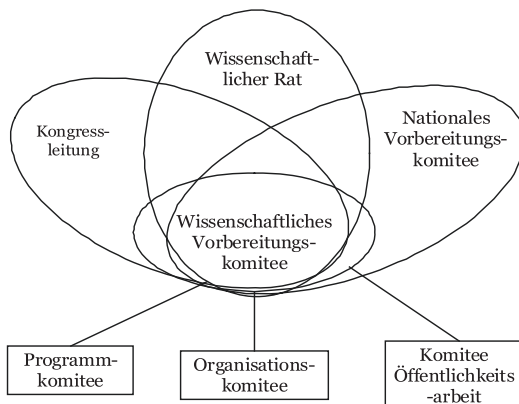 Wissenschaft-
licher Rat
Kongress-
leitung
Nationales
Vorbereitungs-
komitee
Wissenschaftliches
Vorbereitungs-
komitee
Programm-
komitee
Organisations-
komitee
Komitee
Öffentlichkeits
-arbeit